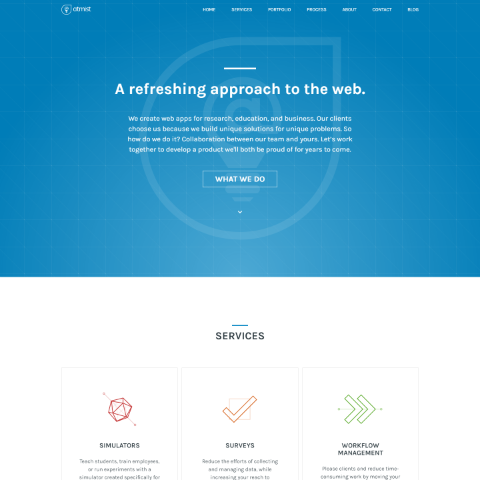 otmist
HOME SERVICES PORTFOLIO PROCESS ABOUT CONTACT BLOG
A refreshing approach to the web.
We create web apps for research, education, and business. Our clients
choose us because we build unique solutions for unique problems. So
how do we do it? Collaboration between our team and yours. Let's work
together to develop a product we'll both be proud of for years to come.
WHAT WE DO
SERVICES
SIMULATORS
Teach students, train employees,
or run experiments with a
simulator created specifically for
SURVEYS
Reduce the efforts of collecting
and managing data, while
increasing your reach to
WORKFLOW
MANAGEMENT
Please clients and reduce time-
consuming work by moving your